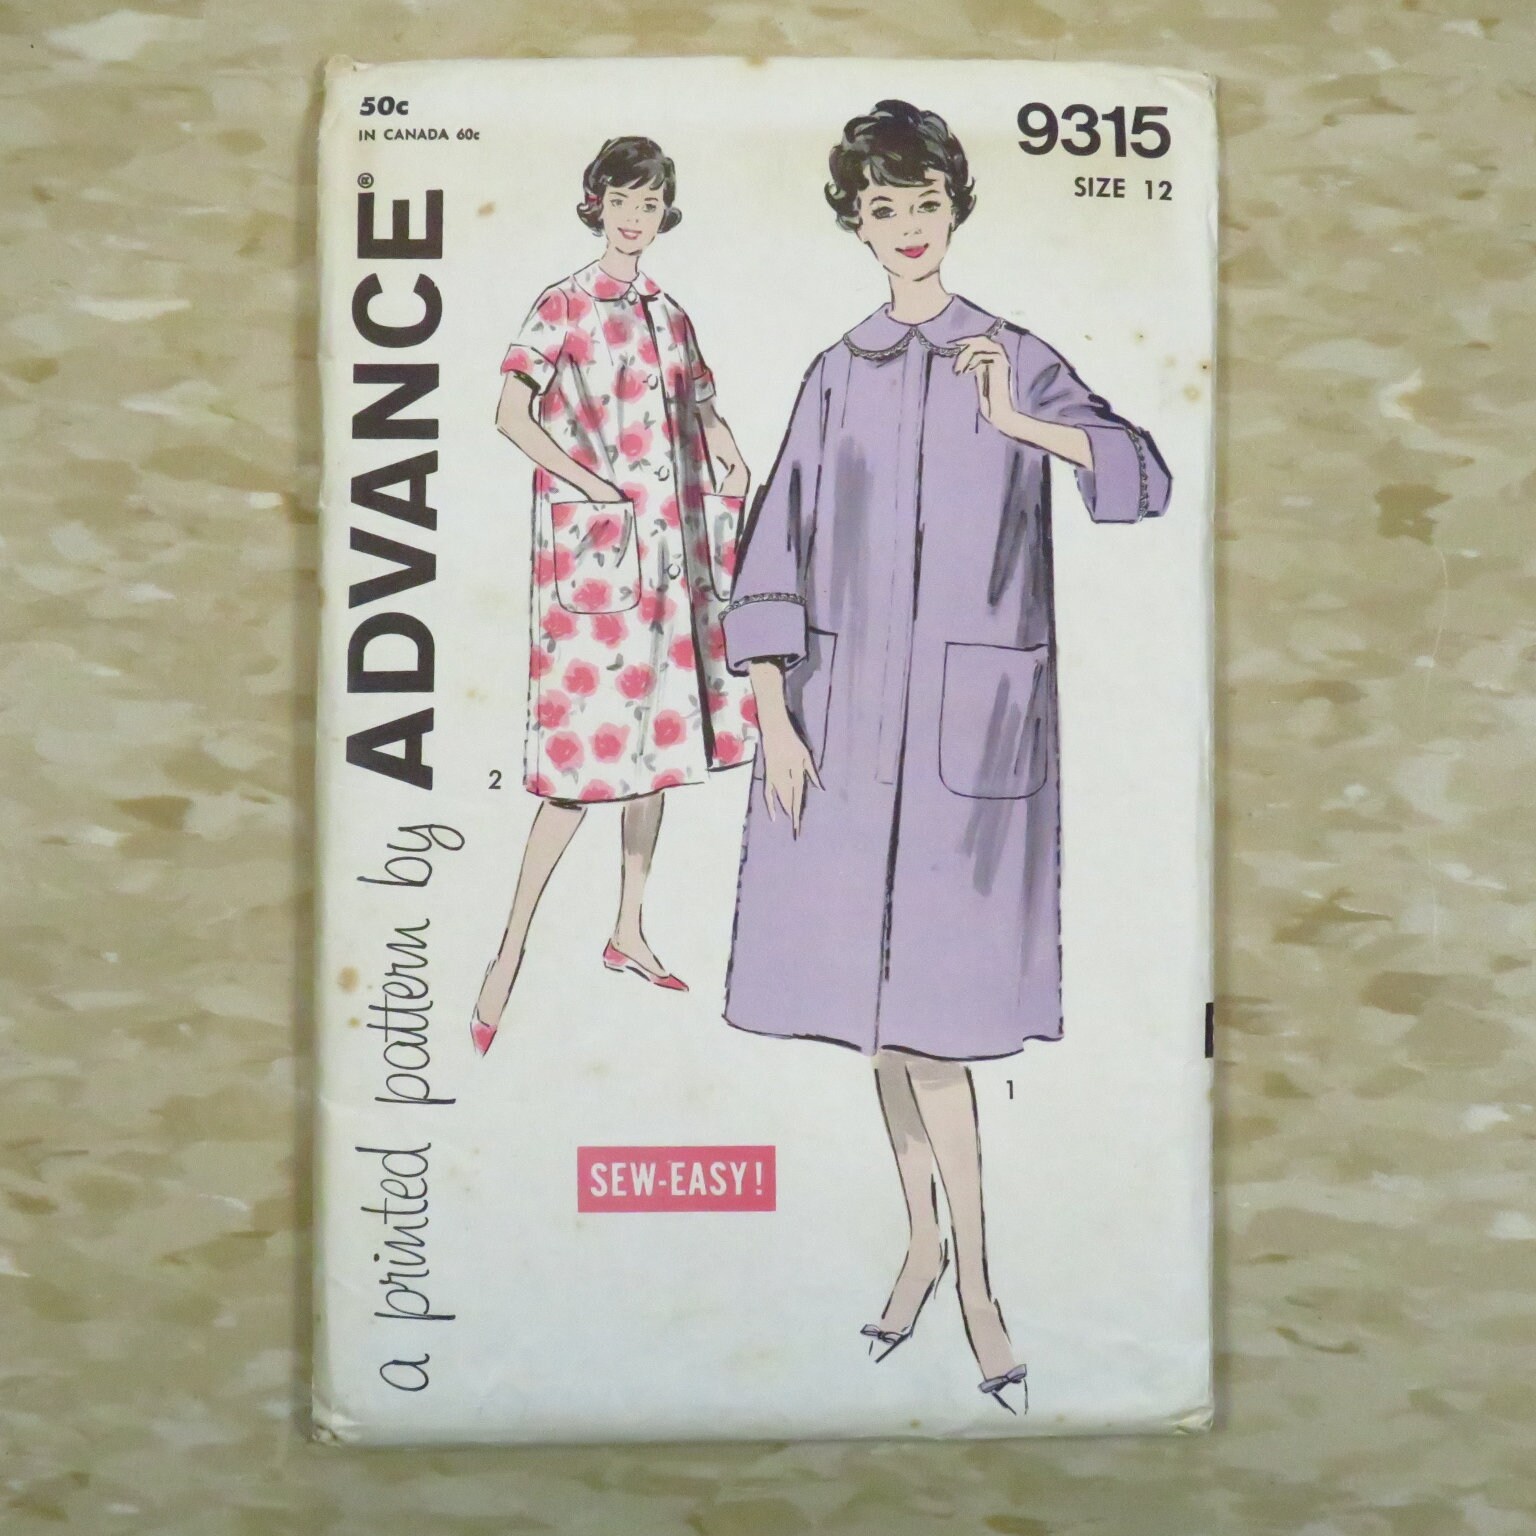 50c
IN CANADA 60c
9315
SIZE 12
a printed pattern by ADVANCE®
2
1
SEW-EASY!